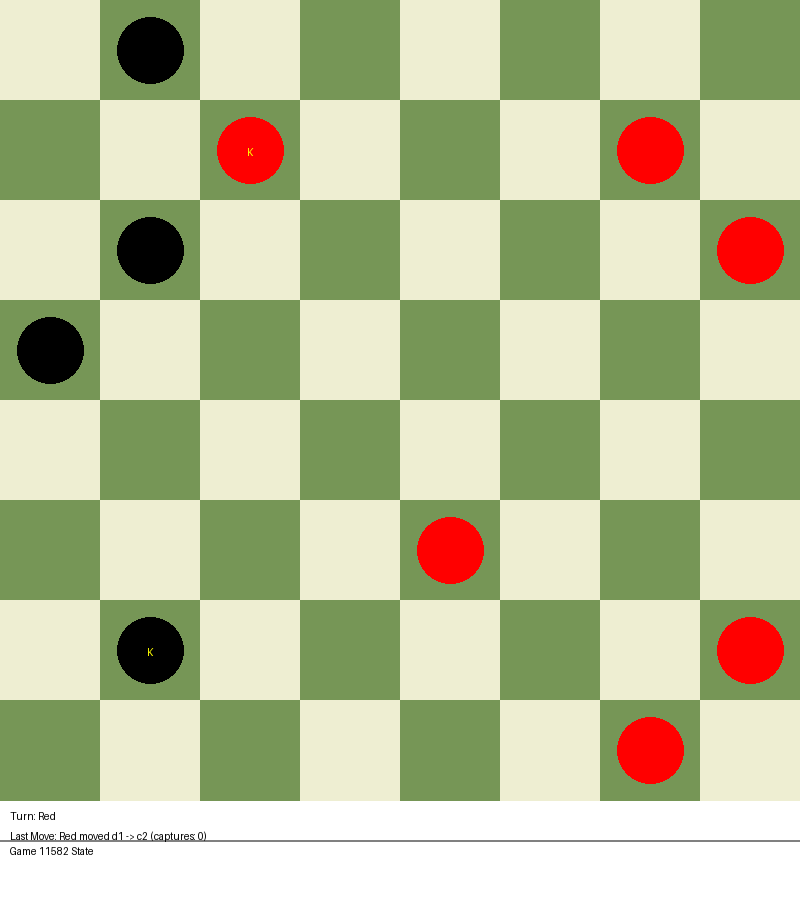 K
K
Turn: Red
Last Move: Red moved d1 -> c2 (captures: 0)
Game 11582 State